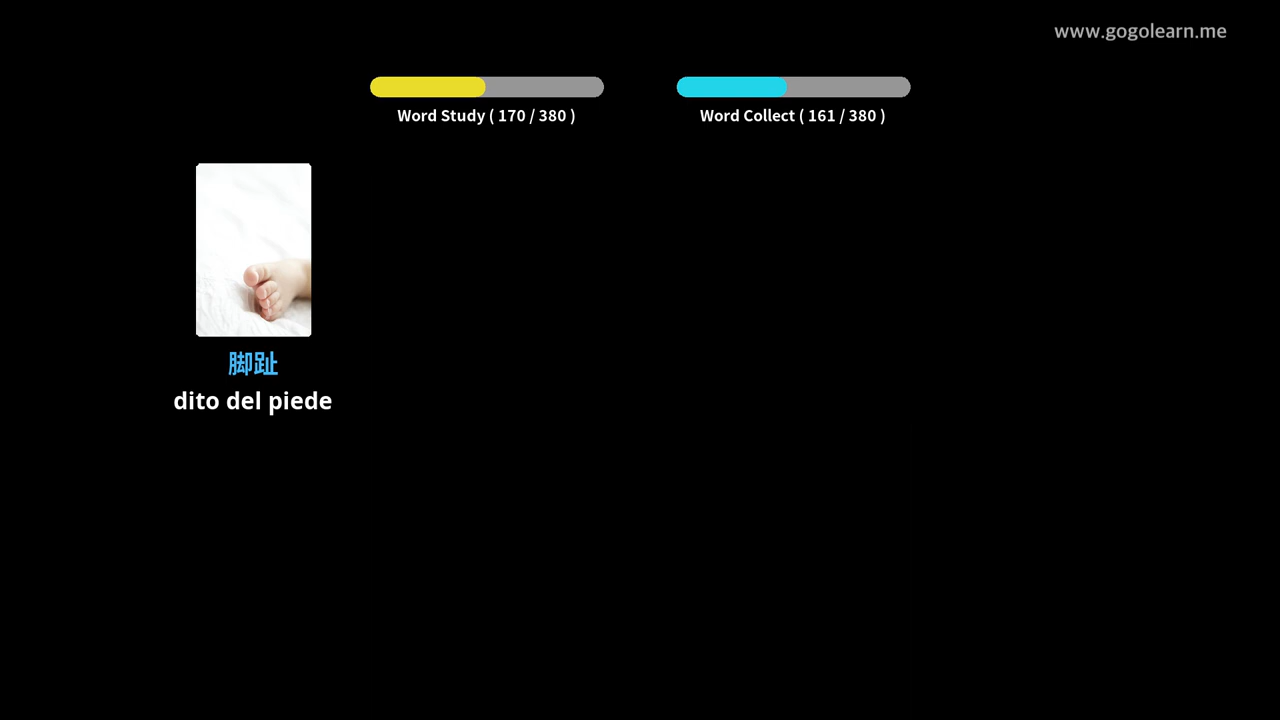 www.gogolearn.me
Word Study ( 170 / 380 )
Word Collect ( 161 / 380 )
脚趾
dito del piede